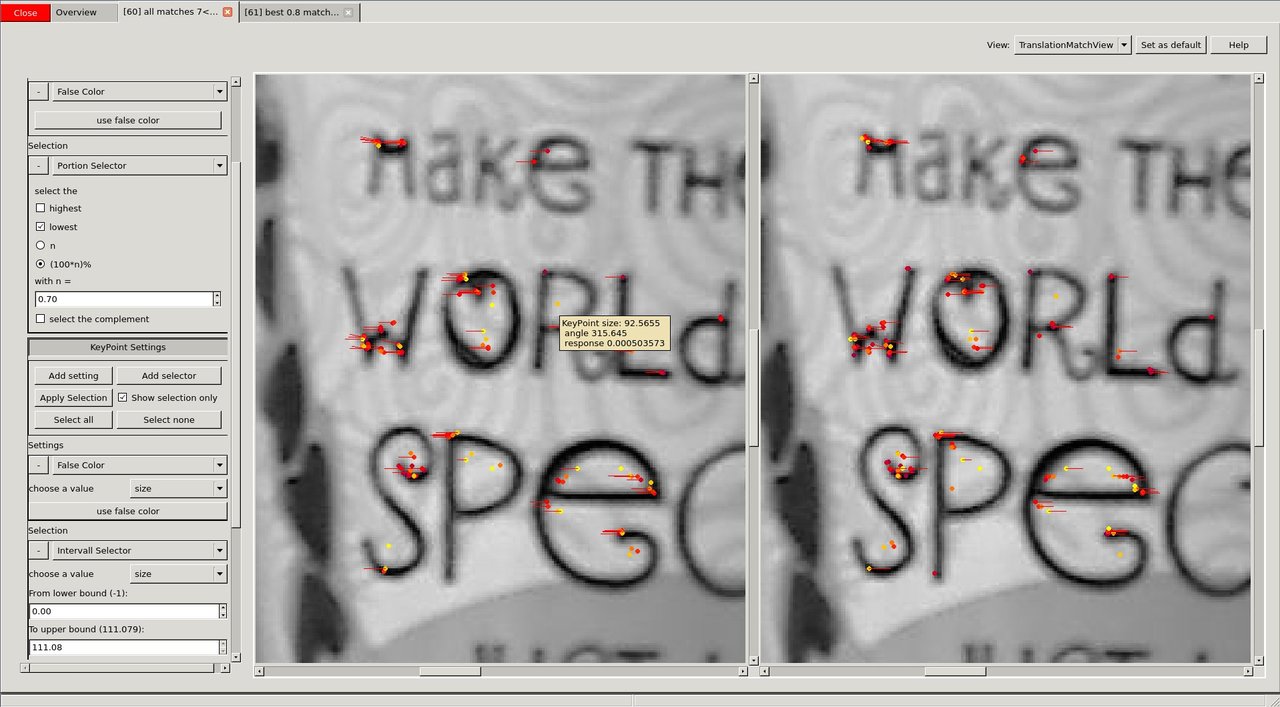 Close Overview [60] all matches 7<... [61] best 0.8 match...
View: TranslationMatchView Set as default Help
- False Color
use false color
Selection
- Portion Selector
select the
highest
lowest
n
(100*n)%
with n =
0.70
select the complement
KeyPoint Settings
Add setting Add selector
Apply Selection Show selection only
Select all Select none
Settings
- False Color
choose a value size
use false color
Selection
- Intervall Selector
choose a value size
From lower bound (-1):
0.00
To upper bound (111.079):
111.08
Make THe
WORLd
SPeC
KeyPoint size: 92.5655
angle 315.645
response 0.000503573
Make THe
WORLd
SPeC